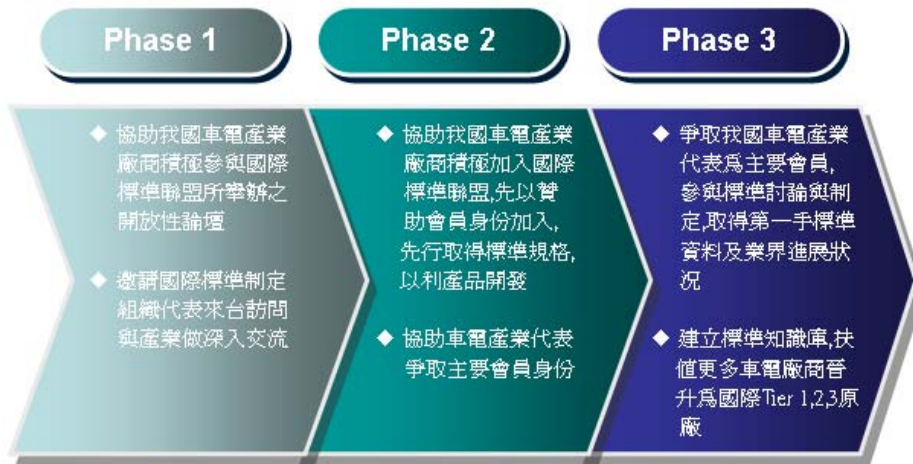 Phase 1
協助我國車電產業
廠商積極參與國際
標準聯盟所舉辦之
開放性論壇
邀請國際標準制定
組織代表來台訪問
與產業做深入交流
Phase 2
協助我國車電產業
廠商積極加入國際
標準聯盟,先以贊
助會員身份加入,
先行取得標準規格,
以利產品開發
協助車電產業代表
爭取主要會員身份
Phase 3
爭取我國車電產業
代表為主要會員,
參與標準討論與制
定,取得第一手標準
資料及業界進展狀
況
建立標準知識庫,扶
值更多車電廠商晉
升為國際Tier 1,2,3原
廠